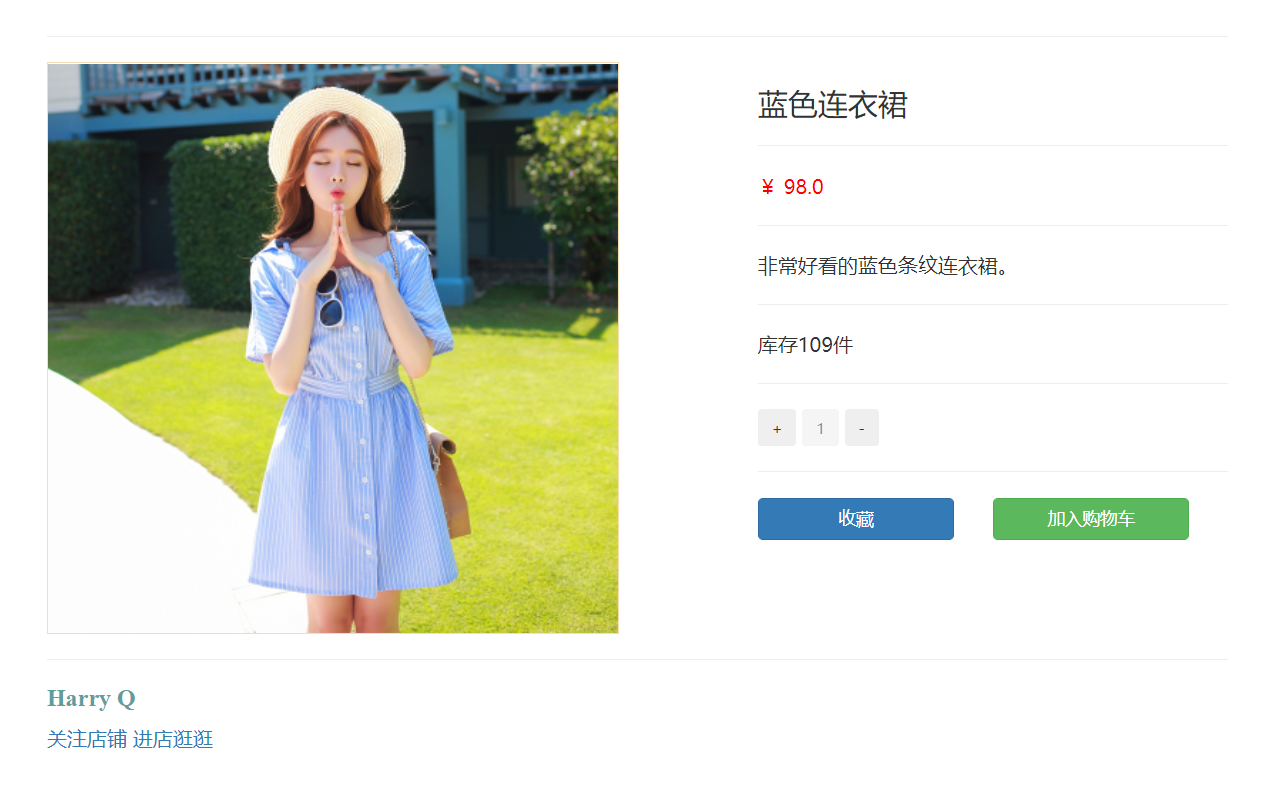 蓝色连衣裙
¥ 98.0
非常好看的蓝色条纹连衣裙。
库存109件
+ 1 -
收藏 加入购物车
Harry Q
关注店铺 进店逛逛